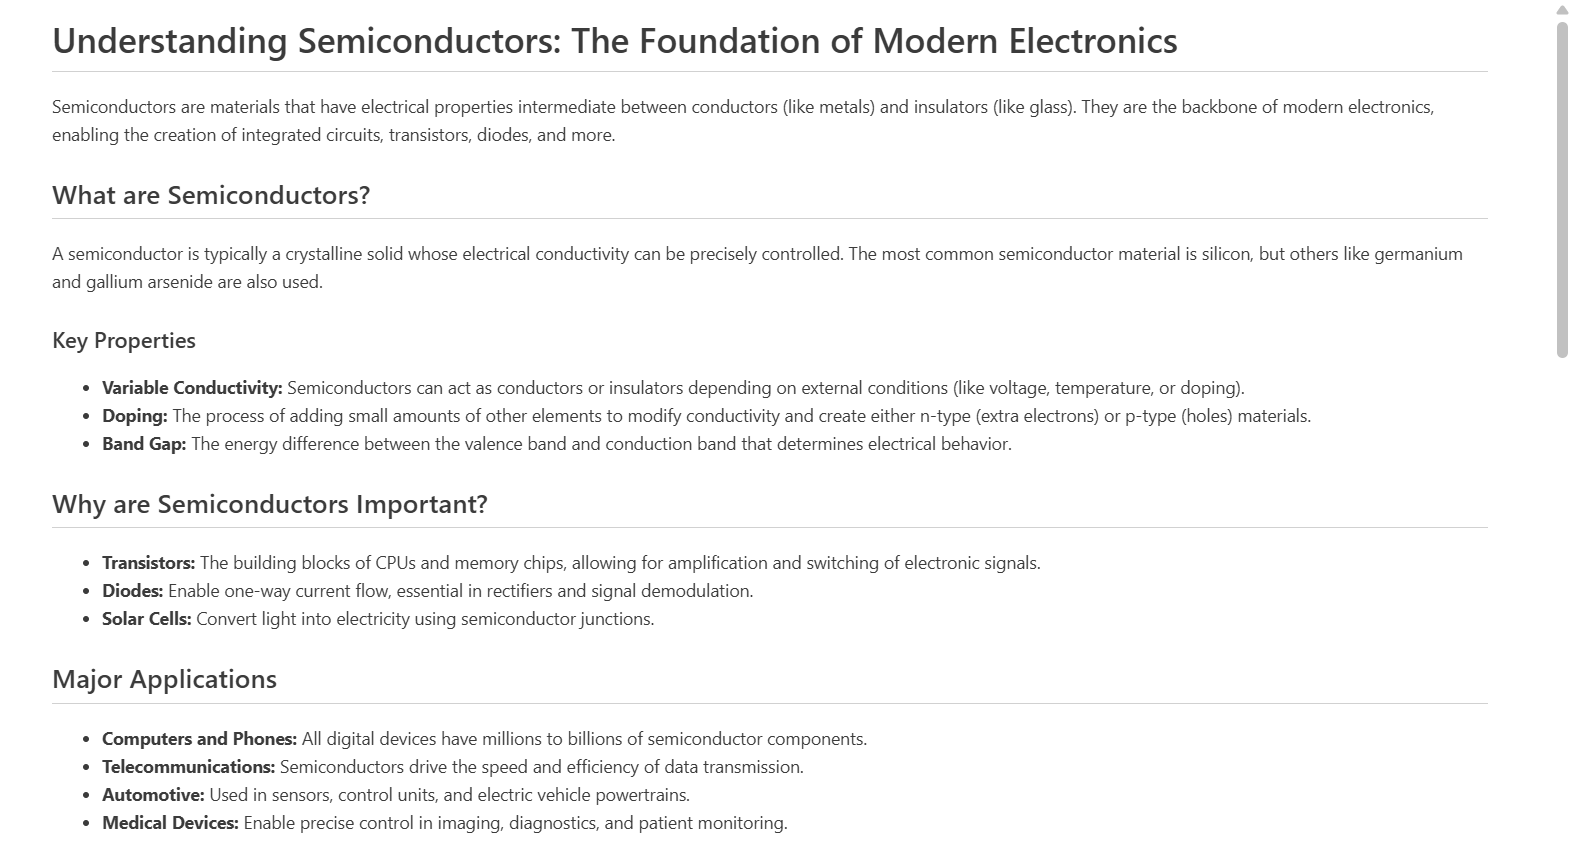 Understanding Semiconductors: The Foundation of Modern Electronics
Semiconductors are materials that have electrical properties intermediate between conductors (like metals) and insulators (like glass). They are the backbone of modern electronics,
enabling the creation of integrated circuits, transistors, diodes, and more.
What are Semiconductors?
A semiconductor is typically a crystalline solid whose electrical conductivity can be precisely controlled. The most common semiconductor material is silicon, but others like germanium
and gallium arsenide are also used.
Key Properties
• Variable Conductivity: Semiconductors can act as conductors or insulators depending on external conditions (like voltage, temperature, or doping).
• Doping: The process of adding small amounts of other elements to modify conductivity and create either n-type (extra electrons) or p-type (holes) materials.
• Band Gap: The energy difference between the valence band and conduction band that determines electrical behavior.
Why are Semiconductors Important?
• Transistors: The building blocks of CPUs and memory chips, allowing for amplification and switching of electronic signals.
• Diodes: Enable one-way current flow, essential in rectifiers and signal demodulation.
• Solar Cells: Convert light into electricity using semiconductor junctions.
Major Applications
• Computers and Phones: All digital devices have millions to billions of semiconductor components.
• Telecommunications: Semiconductors drive the speed and efficiency of data transmission.
• Automotive: Used in sensors, control units, and electric vehicle powertrains.
• Medical Devices: Enable precise control in imaging, diagnostics, and patient monitoring.